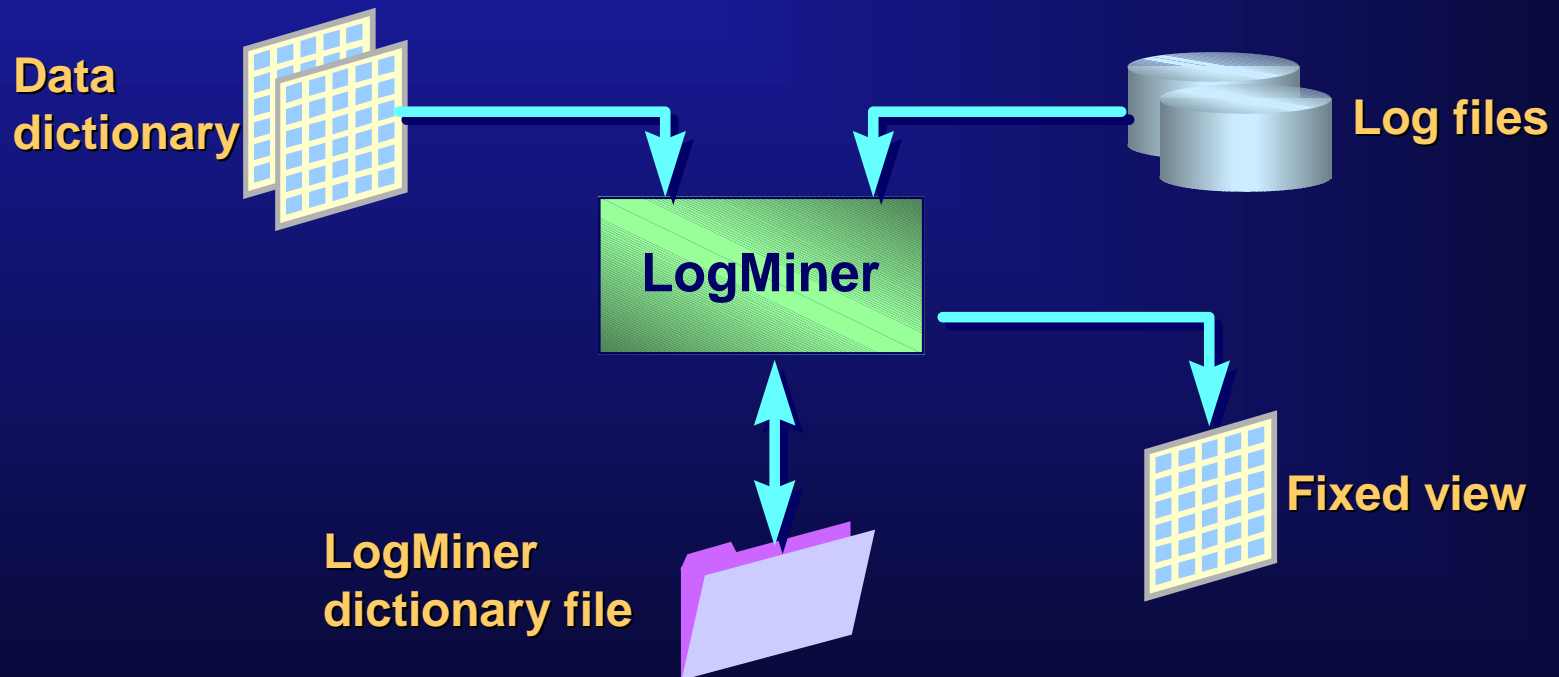 Data
dictionary
Log files
LogMiner
Fixed view
LogMiner
dictionary file